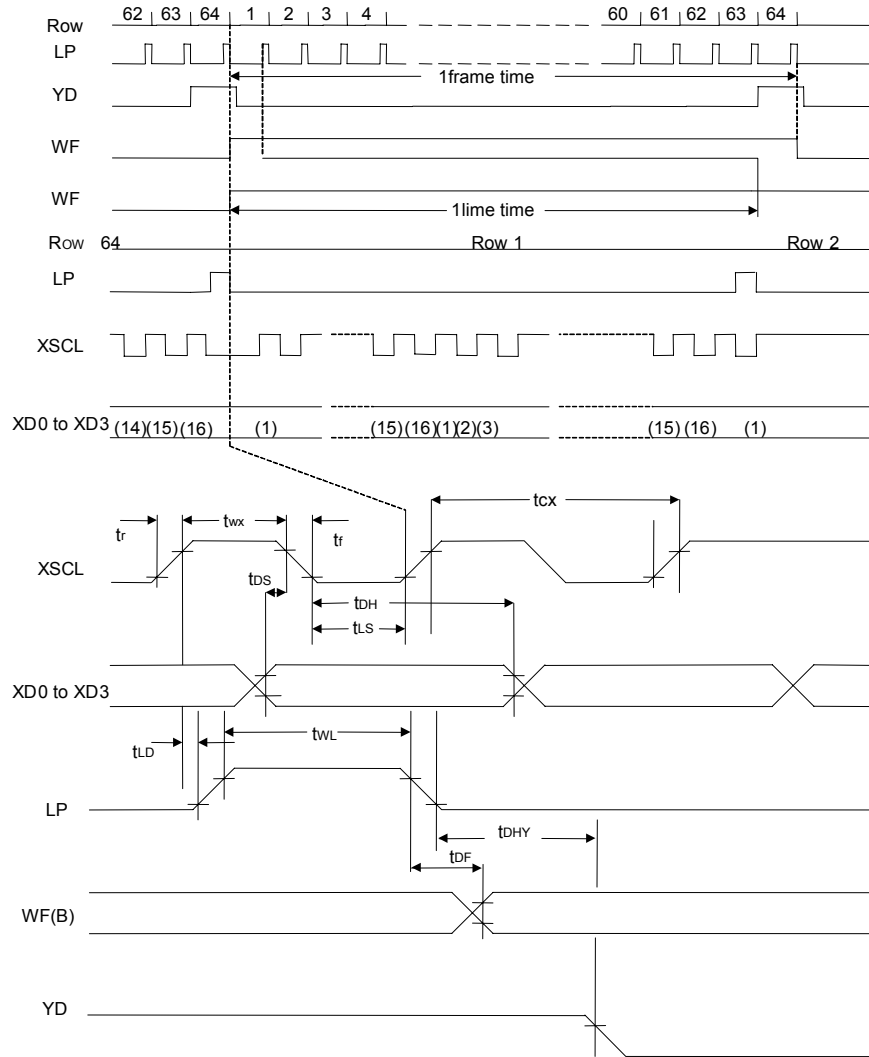 Row 62 63 64 1 2 3 4 60 61 62 63 64
LP
1frame time
YD
WF
WF
1lime time
Row 64 Row 1 Row 2
LP
XSCL
XD0 to XD3
(14)(15)(16) (1) (15)(16)(1)(2)(3) (15) (16) (1)
tr twx tf tcx
XSCL
tDS
tDH
tLS
XD0 to XD3
tLD tWL
LP
tDHY
tDF
WF(B)
YD